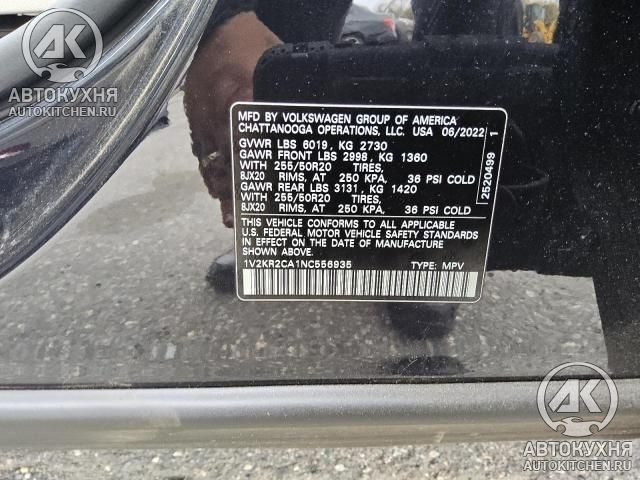 АК
АВТОКУХНЯ
AUTOKITCHEN.RU
MFD BY VOLKSWAGEN GROUP OF AMERICA
CHATTANOOGA OPERATIONS, LLC. USA 06/2022
GVWR LBS 6019, KG 2730
GAWR FRONT LBS 2998, KG 1360
WITH 255/50R20 TIRES,
8JX20 RIMS, AT 250 KPA, 36 PSI COLD
GAWR REAR LBS 3131, KG 1420
WITH 255/50R20 TIRES,
8JX20 RIMS, AT 250 KPA, 36 PSI COLD
THIS VEHICLE CONFORMS TO ALL APPLICABLE
U.S. FEDERAL MOTOR VEHICLE SAFETY STANDARDS
IN EFFECT ON THE DATE OF MANUFACTURE
SHOWN ABOVE.
1V2KR2CA1NC556935 TYPE: MPV
2520499 1
АК
АВТОКУХНЯ
AUTOKITCHEN.RU